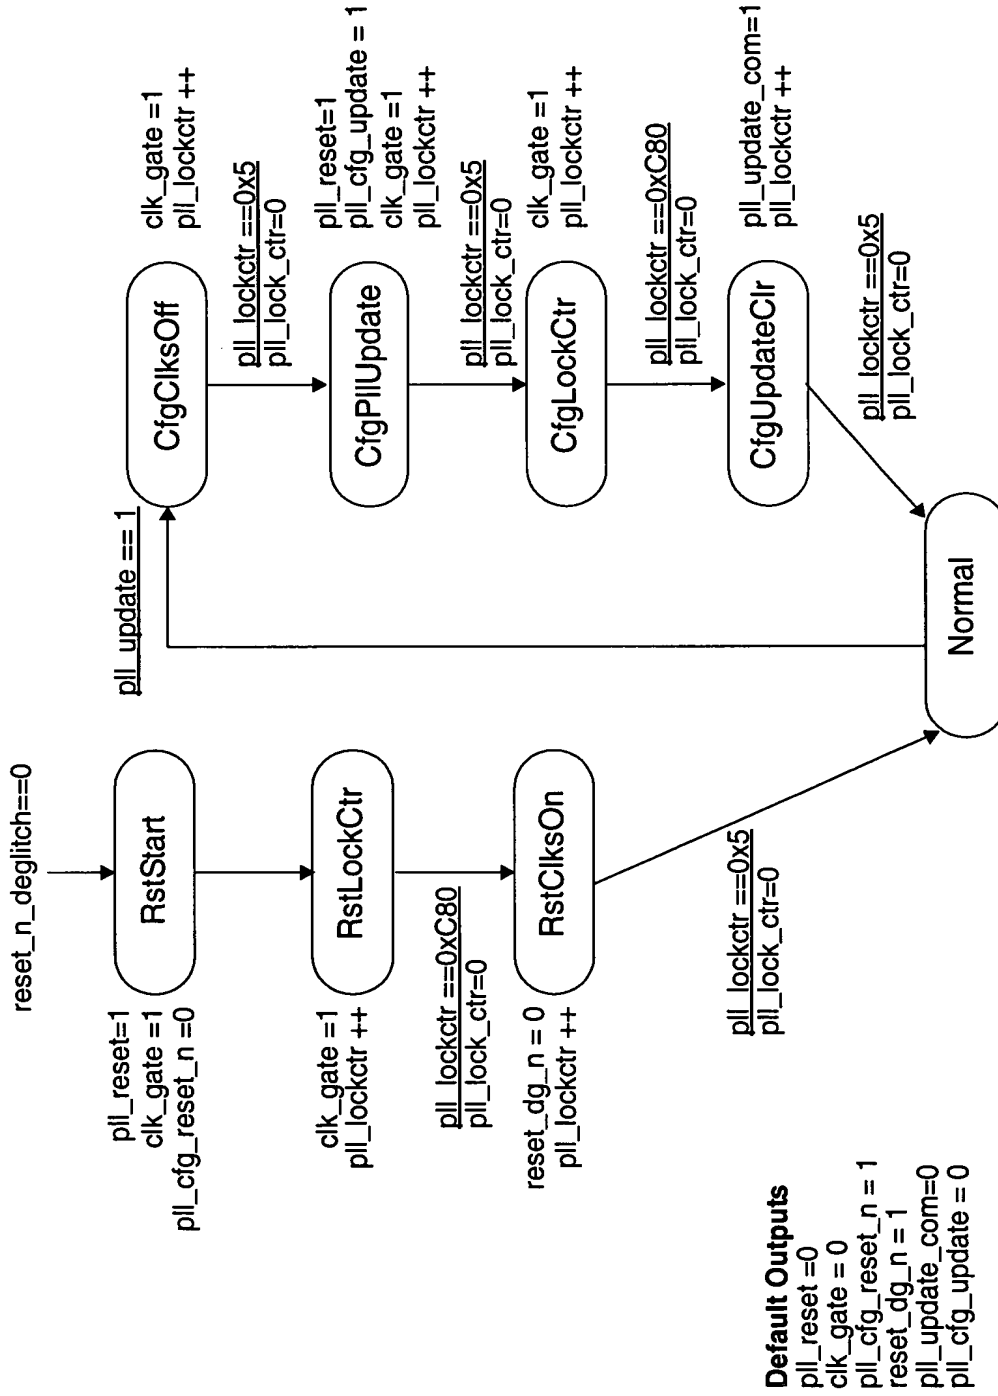 reset_n_deglitch==0
RstStart
pll_reset=1
clk_gate =1
pll_cfg_reset_n =0
RstLockCtr
clk_gate =1
pll_lockctr ++
pll_lockctr ==0xC80
pll_lock_ctr=0
RstClksOn
reset_dg_n = 0
pll_lockctr ++
pll_lockctr ==0x5
pll_lock_ctr=0
Normal
pll_update == 1
CfgClksOff
clk_gate =1
pll_lockctr ++
pll_lockctr ==0x5
pll_lock_ctr=0
CfgPllUpdate
pll_reset=1
pll_cfg_update = 1
clk_gate =1
pll_lockctr ++
pll_lockctr ==0x5
pll_lock_ctr=0
CfgLockCtr
clk_gate =1
pll_lockctr ++
pll_lockctr ==0xC80
pll_lock_ctr=0
CfgUpdateClr
pll_update_com=1
pll_lockctr ++
pll_lockctr ==0x5
pll_lock_ctr=0
Default Outputs
pll_reset =0
clk_gate = 0
pll_cfg_reset_n = 1
reset_dg_n = 1
pll_update_com=0
pll_cfg_update = 0